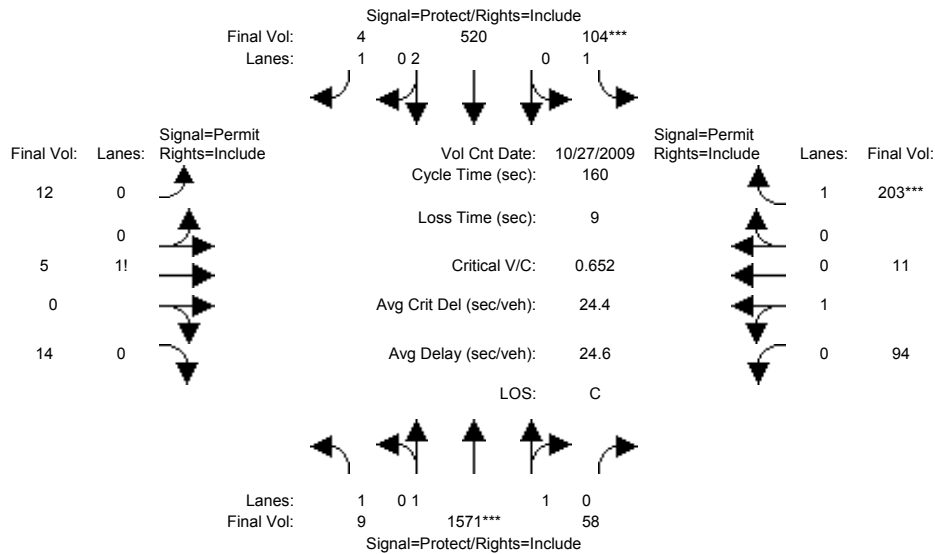 Signal=Protect/Rights=Include
Final Vol: 4 520 104***
Lanes: 1 0 2 0 1
Signal=Permit Signal=Permit
Final Vol: Lanes: Rights=Include Vol Cnt Date: 10/27/2009 Rights=Include Lanes: Final Vol:
Cycle Time (sec): 160
12 0 1 203***
Loss Time (sec): 9
0 0
5 1! Critical V/C: 0.652 0 11
0 Avg Crit Del (sec/veh): 24.4 1
14 0 Avg Delay (sec/veh): 24.6 0 94
LOS: C
Lanes: 1 0 1 1 0
Final Vol: 9 1571*** 58
Signal=Protect/Rights=Include